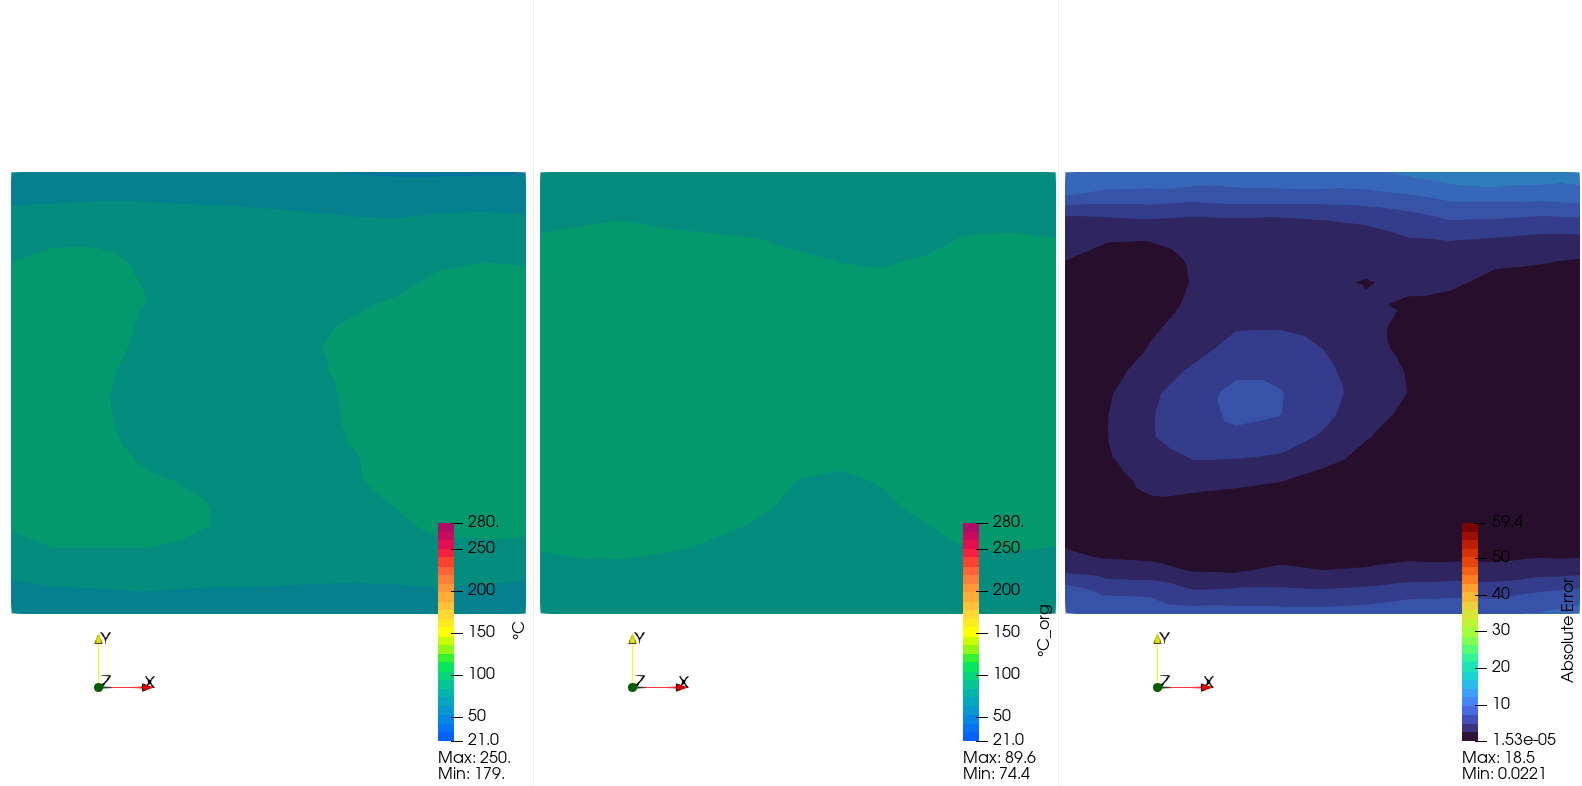 280.
250
200
150
100
50
21.0
°C
Max: 250.
Min: 179.
Y
Z
X
280.
250
200
150
100
50
21.0
°C_org
Max: 89.6
Min: 74.4
Y
Z
X
59.4
50
40
30
20
10
1.53e-05
Absolute Error
Max: 18.5
Min: 0.0221
Y
Z
X